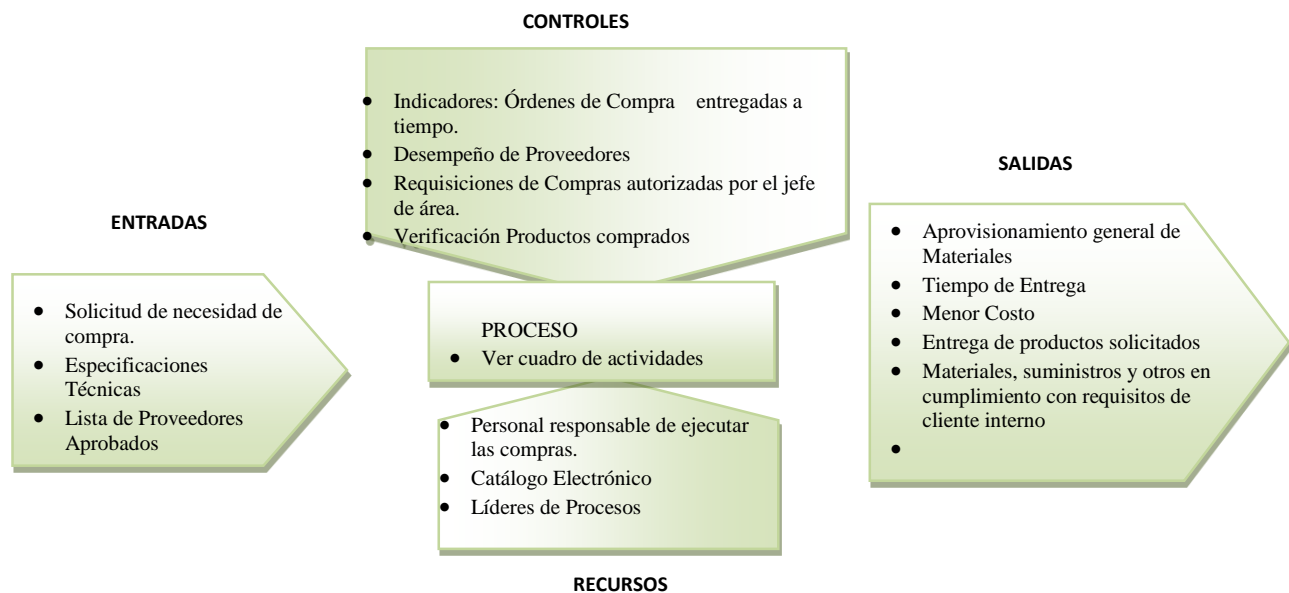 CONTROLES
• Indicadores: Órdenes de Compra entregadas a
tiempo.
• Desempeño de Proveedores
• Requisiciones de Compras autorizadas por el jefe
de área.
• Verificación Productos comprados
ENTRADAS
• Solicitud de necesidad de
compra.
• Especificaciones
Técnicas
• Lista de Proveedores
Aprobados
PROCESO
• Ver cuadro de actividades
• Personal responsable de ejecutar
las compras.
• Catálogo Electrónico
• Líderes de Procesos
RECURSOS
SALIDAS
• Aprovisionamiento general de
Materiales
• Tiempo de Entrega
• Menor Costo
• Entrega de productos solicitados
• Materiales, suministros y otros en
cumplimiento con requisitos de
cliente interno
•